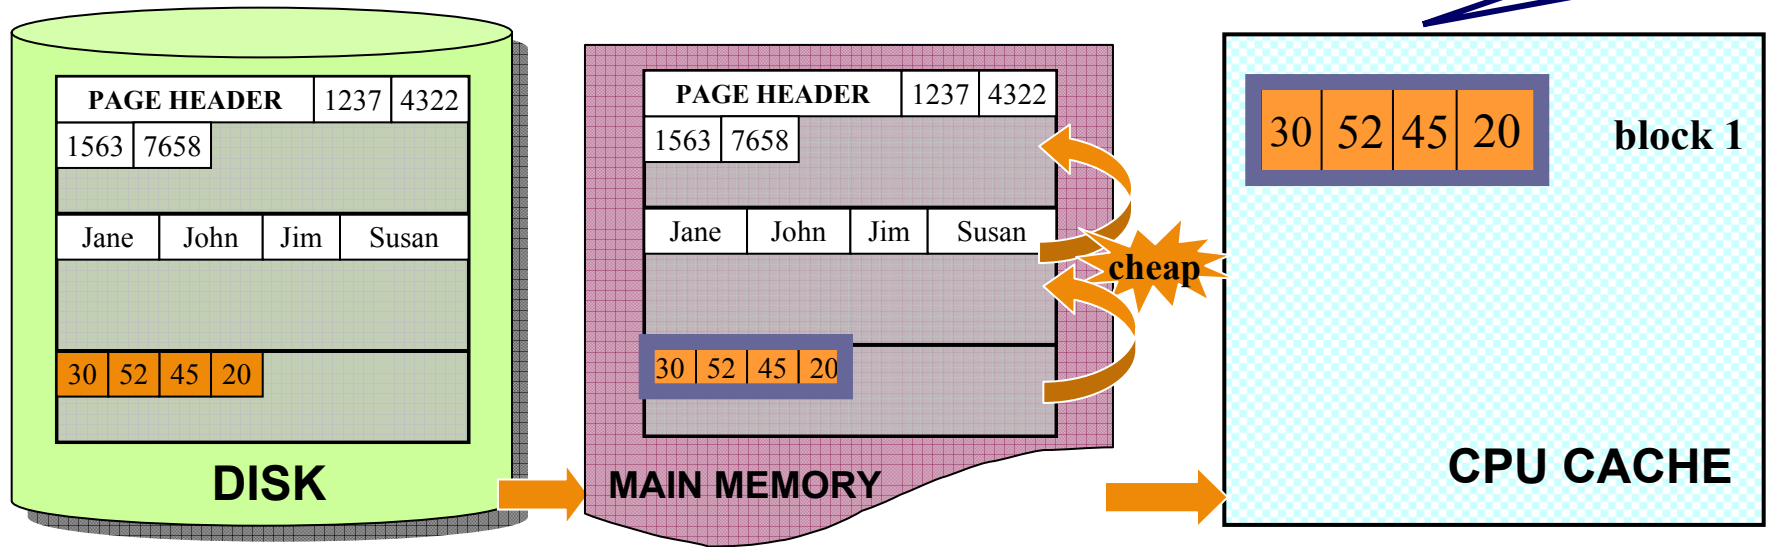 PAGE HEADER 1237 4322
1563 7658
Jane John Jim Susan
30 52 45 20
DISK
PAGE HEADER 1237 4322
1563 7658
Jane John Jim Susan
cheap
30 52 45 20
MAIN MEMORY
30 52 45 20 block 1
CPU CACHE